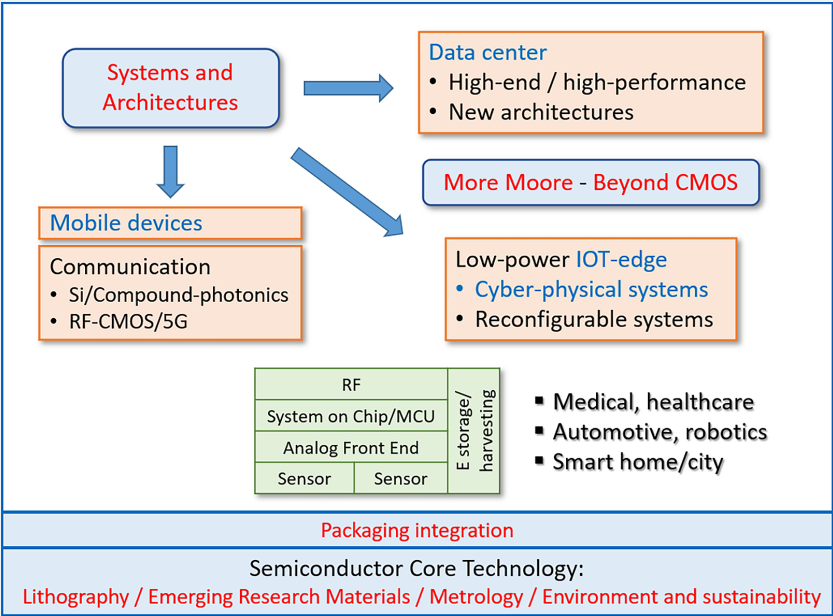 Systems and
Architectures
Data center
• High-end / high-performance
• New architectures
More Moore - Beyond CMOS
Mobile devices
Communication
• Si/Compound-photonics
• RF-CMOS/5G
Low-power IOT-edge
• Cyber-physical systems
• Reconfigurable systems
RF
System on Chip/MCU
Analog Front End
Sensor
Sensor
E storage/
harvesting
▪ Medical, healthcare
▪ Automotive, robotics
▪ Smart home/city
Packaging integration
Semiconductor Core Technology:
Lithography / Emerging Research Materials / Metrology / Environment and sustainability